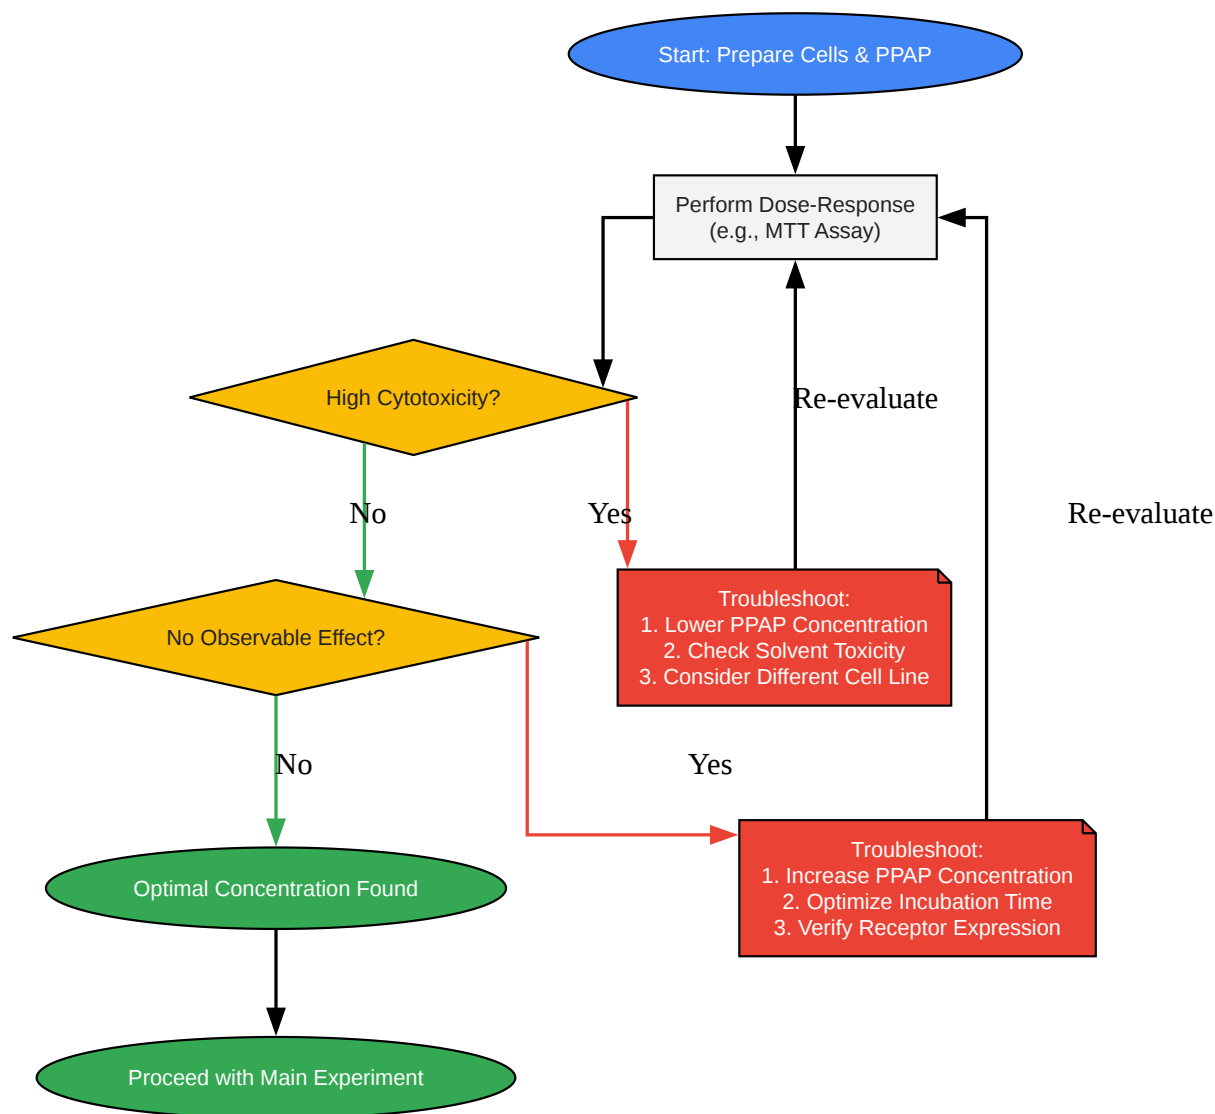 Start: Prepare Cells & PPAP
Perform Dose-Response
(e.g., MTT Assay)
High Cytotoxicity?
Re-evaluate
No
Yes
Re-evaluate
Troubleshoot:
1. Lower PPAP Concentration
2. Check Solvent Toxicity
3. Consider Different Cell Line
No Observable Effect?
No
Yes
Troubleshoot:
1. Increase PPAP Concentration
2. Optimize Incubation Time
3. Verify Receptor Expression
Optimal Concentration Found
Proceed with Main Experiment